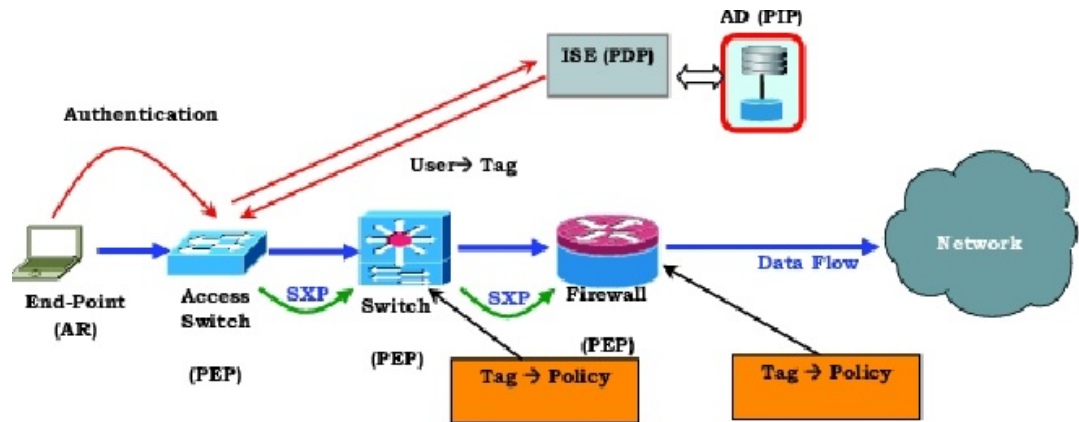 AD (PIP)
ISE (PDP)
Authentication
User→ Tag
Network
Data Flow
SXP
SXP
End-Point
(AR)
Access
Switch
Switch
Firewall
(PEP)
(PEP)
(PEP)
Tag → Policy
Tag → Policy